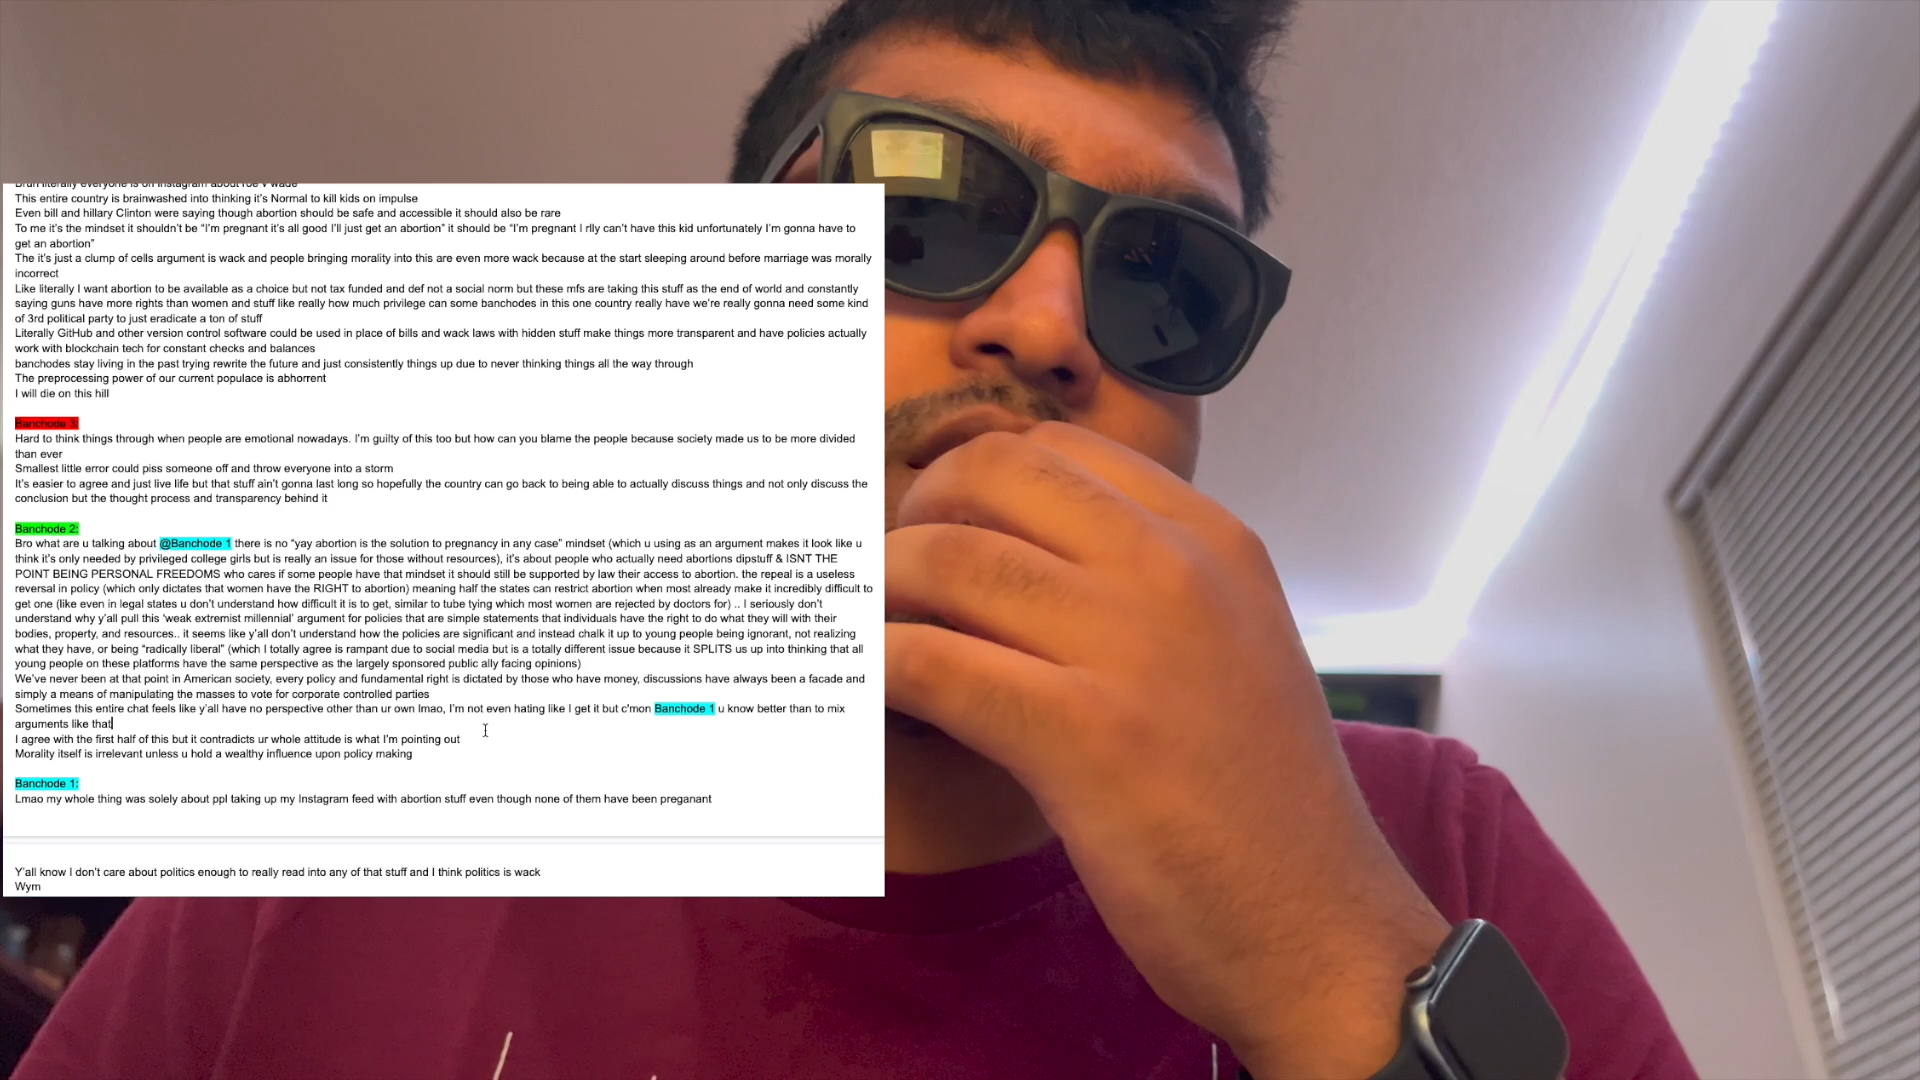 Bruh literally everyone is on Instagram about roe v wade
This entire country is brainwashed into thinking it's Normal to kill kids on impulse
Even bill and hillary Clinton were saying though abortion should be safe and accessible it should also be rare
To me it's the mindset it shouldn't be “I'm pregnant it's all good I'll just get an abortion” it should be “I'm pregnant I rlly can't have this kid unfortunately I'm gonna have to
get an abortion”
The it's just a clump of cells argument is wack and people bringing morality into this are even more wack because at the start sleeping around before marriage was morally
incorrect
Like literally I want abortion to be available as a choice but not tax funded and def not a social norm but these mfs are taking this stuff as the end of world and constantly
saying guns have more rights than women and stuff like really how much privilege can some banchodes in this one country really have we're really gonna need some kind
of 3rd political party to just eradicate a ton of stuff
Literally GitHub and other version control software could be used in place of bills and wack laws with hidden stuff make things more transparent and have policies actually
work with blockchain tech for constant checks and balances
banchodes stay living in the past trying rewrite the future and just consistently things up due to never thinking things all the way through
The preprocessing power of our current populace is abhorrent
I will die on this hill
Banchode 3:
Hard to think things through when people are emotional nowadays. I'm guilty of this too but how can you blame the people because society made us to be more divided
than ever
Smallest little error could piss someone off and throw everyone into a storm
It's easier to agree and just live life but that stuff ain't gonna last long so hopefully the country can go back to being able to actually discuss things and not only discuss the
conclusion but the thought process and transparency behind it
Banchode 2:
Bro what are u talking about @Banchode 1 there is no “yay abortion is the solution to pregnancy in any case” mindset (which u using as an argument makes it look like u
think it's only needed by privileged college girls but is really an issue for those without resources), it's about people who actually need abortions dipstuff & ISNT THE
POINT BEING PERSONAL FREEDOMS who cares if some people have that mindset it should still be supported by law their access to abortion. the repeal is a useless
reversal in policy (which only dictates that women have the RIGHT to abortion) meaning half the states can restrict abortion when most already make it incredibly difficult to
get one (like even in legal states u don't understand how difficult it is to get, similar to tube tying which most women are rejected by doctors for) .. I seriously don't
understand why y'all pull this ‘weak extremist millennial’ argument for policies that are simple statements that individuals have the right to do what they will with their
bodies, property, and resources.. it seems like y'all don't understand how the policies are significant and instead chalk it up to young people being ignorant, not realizing
what they have, or being “radically liberal” (which I totally agree is rampant due to social media but is a totally different issue because it SPLITS us up into thinking that all
young people on these platforms have the same perspective as the largely sponsored public ally facing opinions)
We've never been at that point in American society, every policy and fundamental right is dictated by those who have money, discussions have always been a facade and
simply a means of manipulating the masses to vote for corporate controlled parties
Sometimes this entire chat feels like y'all have no perspective other than ur own lmao, I'm not even hating like I get it but c'mon Banchode 1 u know better than to mix
arguments like that
I agree with the first half of this but it contradicts ur whole attitude is what I'm pointing out
Morality itself is irrelevant unless u hold a wealthy influence upon policy making
Banchode 1:
Lmao my whole thing was solely about ppl taking up my Instagram feed with abortion stuff even though none of them have been preganant
Y'all know I don't care about politics enough to really read into any of that stuff and I think politics is wack
Wym